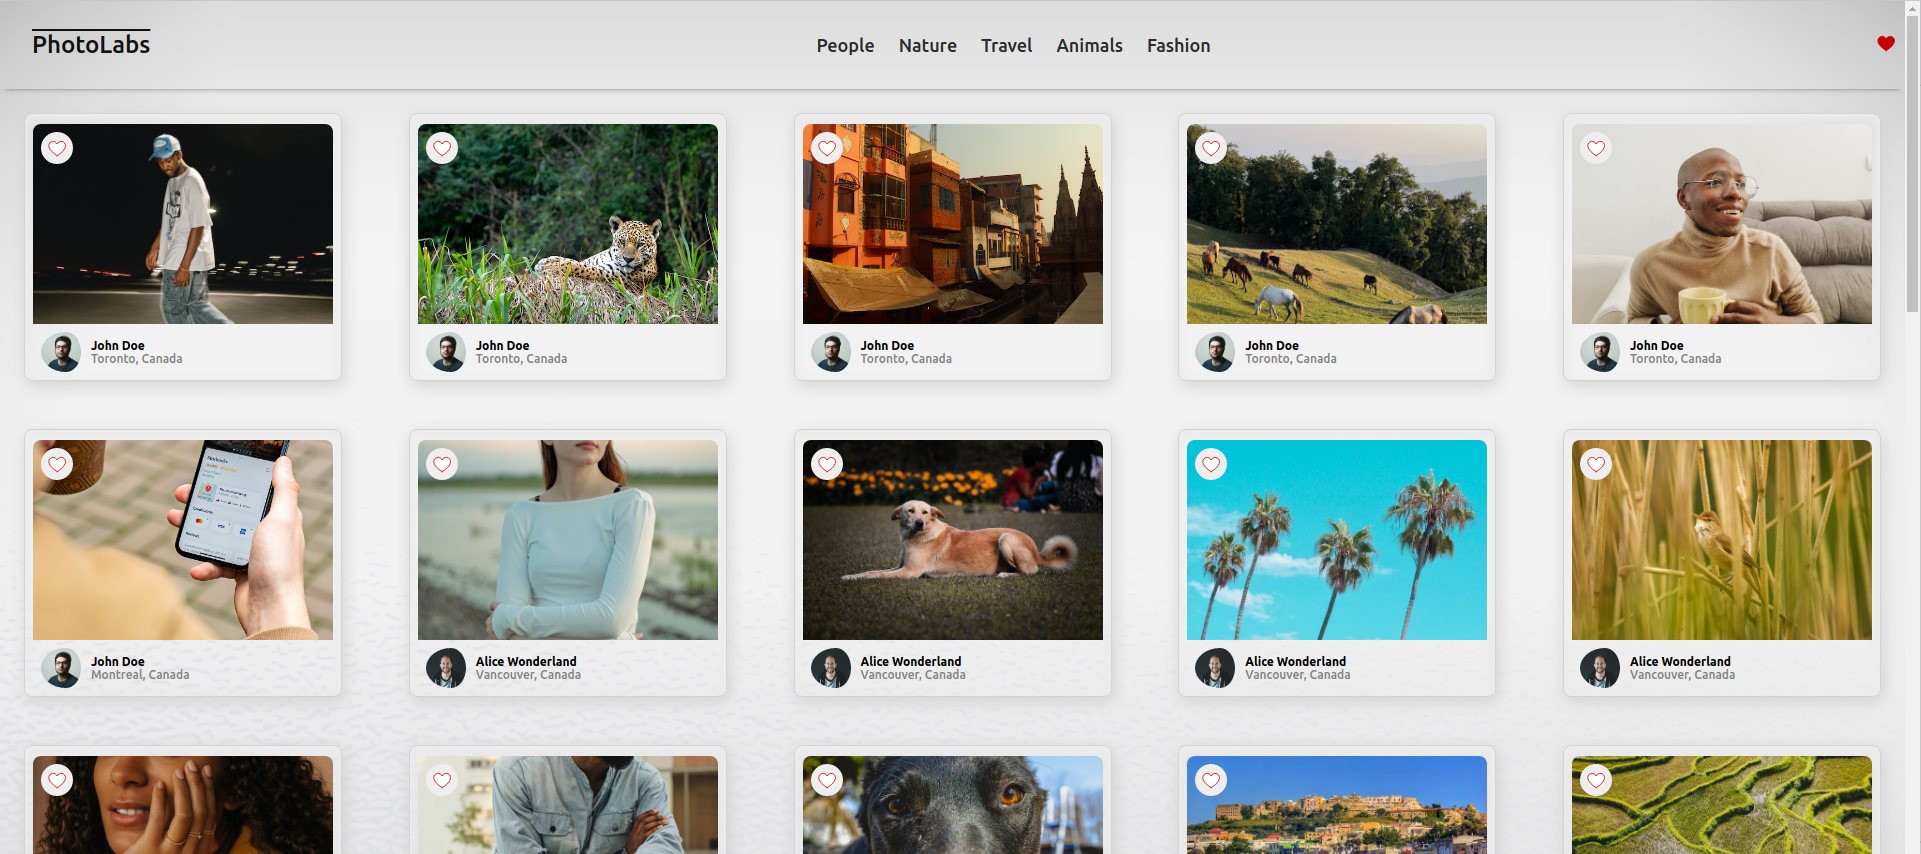 PhotoLabs
People Nature Travel Animals Fashion
John Doe
Toronto, Canada
John Doe
Toronto, Canada
John Doe
Toronto, Canada
John Doe
Toronto, Canada
John Doe
Toronto, Canada
John Doe
Montreal, Canada
Alice Wonderland
Vancouver, Canada
Alice Wonderland
Vancouver, Canada
Alice Wonderland
Vancouver, Canada
Alice Wonderland
Vancouver, Canada